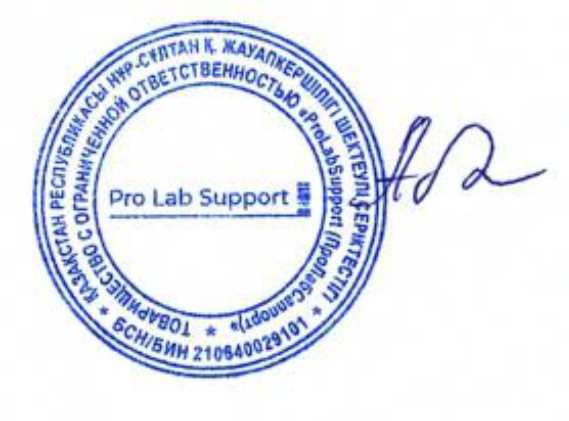 ҚАЗАҚСТАН РЕСПУБЛИКАСЫ НҰР-СҰЛТАН Қ. ЖАУАПКЕРШІЛІГІ ШЕКТЕУЛІ СЕРІКТЕСТІГІ
* БСН/БИН 210640029101 *
ТОВАРИЩЕСТВО С ОГРАНИЧЕННОЙ ОТВЕТСТВЕННОСТЬЮ «ProLabSupport (ПроЛабСаппорт)» *
Pro Lab Support